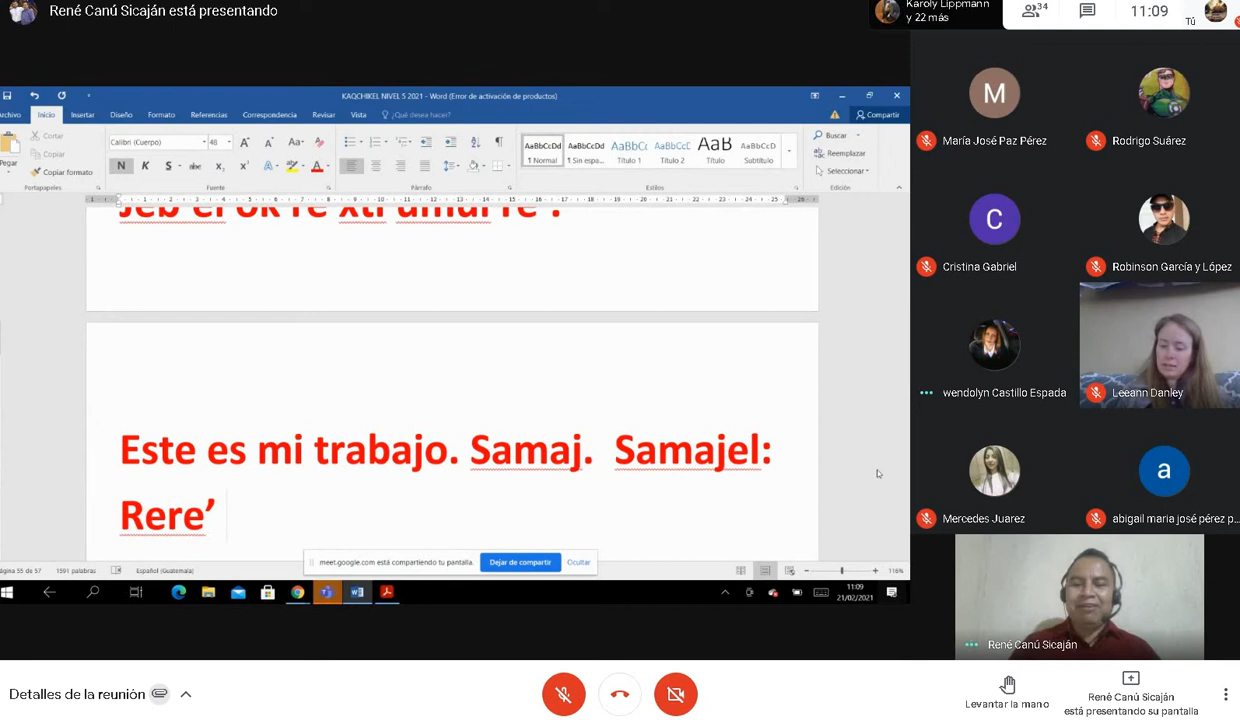 René Canú Sicaján está presentando
Karoly Lippmann
y 22 más
34
11:09
Tú
KAQCHIKEL NIVEL 5 2021 - Word (Error de activación de productos)
Inicio
Insertar
Diseño
Formato
Referencias
Correspondencia
Revisar
Vista
¿Qué desea hacer?
Compartir
Pegar
Cortar
Copiar
Copiar formato
Portapapeles
Calibri (Cuerpo)
48
N K S abc
Fuente
Párrafo
AaBbCcDd
¶ Normal
AaBbCcDd
¶ Sin espa...
AaBbCc
Título 1
AaBbCcC
Título 2
AaB
Título
AaBbCcD
Subtítulo
Estilos
Buscar
Reemplazar
Seleccionar
Edición
Este es mi trabajo. Samaj. Samajel:
Rere’
meet.google.com está compartiendo tu pantalla.
Dejar de compartir
Ocultar
55 de 57
1591 palabras
Español (Guatemala)
116%
11:09
21/02/2021
M
María José Paz Pérez
Rodrigo Suárez
C
Cristina Gabriel
Robinson García y López
wendolyn Castillo Espada
Leeann Danley
Mercedes Juarez
a
abigail maria josé pérez p...
René Canú Sicaján
Detalles de la reunión
Levantar la mano
René Canú Sicaján
está presentando su pantalla